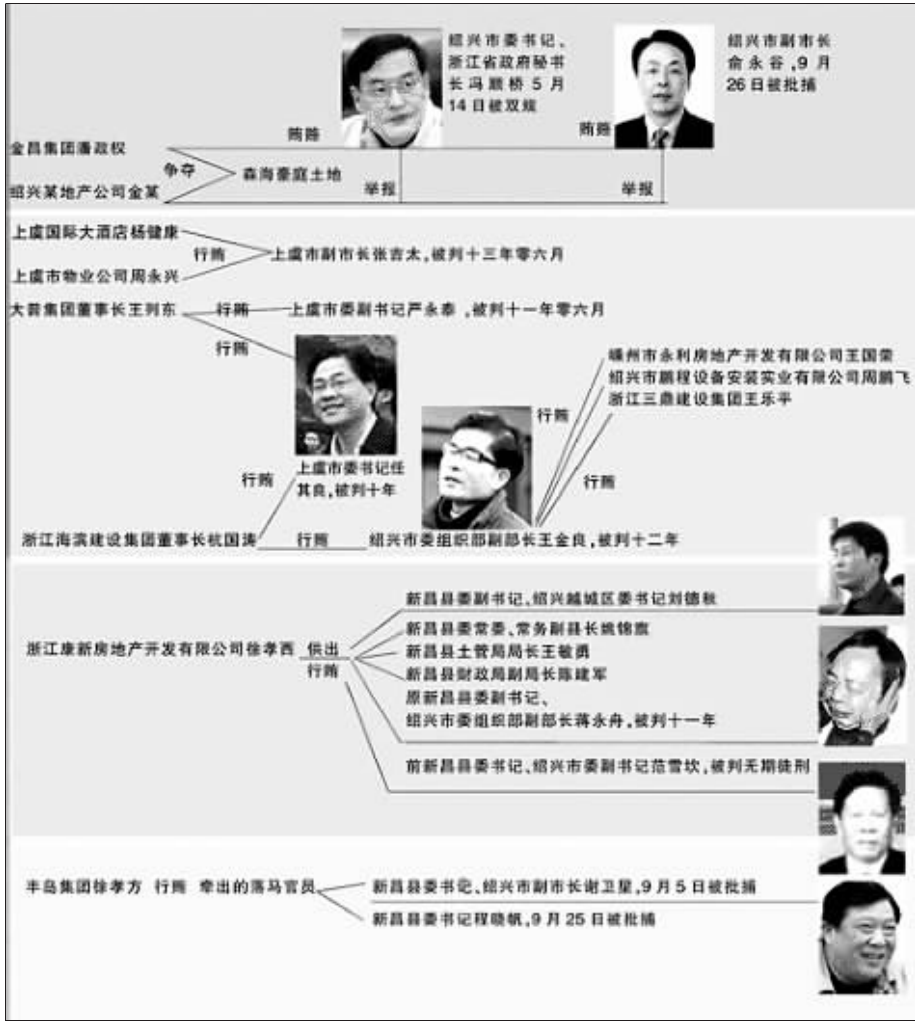 绍兴市委书记、
浙江省政府秘书
长冯顺桥 5 月
14 日被双规
绍兴市副市长
俞永谷,9 月
26 日被批捕
贿赂
贿赂
金昌集团潘政权
争夺
森海豪庭土地
绍兴某地产公司金某
举报
举报
上虞国际大酒店杨健康
行贿
上虞市副市长张吉太,被判十三年零六月
上虞市物业公司周永兴
大普集团董事长王列东
行贿
上虞市委副书记严永泰 ,被判十一年零六月
行贿
嵊州市永利房地产开发有限公司王国荣
绍兴市鹏程设备安装实业有限公司周鹏飞
浙江三鼎建设集团王乐平
行贿
上虞市委书记任
其良,被判十年
行贿
行贿
浙江海滨建设集团董事长杭国涛
行贿
绍兴市委组织部副部长王金良,被判十二年
新昌县委副书记、绍兴越城区委书记刘德秋
新昌县委常委、常务副县长姚锦旗
浙江康新房地产开发有限公司徐孝西
供出
行贿
新昌县土管局局长王敏勇
新昌县财政局副局长陈建军
原新昌县委副书记、
绍兴市委组织部副部长蒋永舟,被判十一年
前新昌县委书记、绍兴市委副书记范雪坎,被判无期徒刑
丰岛集团徐孝方 行贿 牵出的落马官员
新昌县委书记、绍兴市副市长谢卫星,9 月 5 日被批捕
新昌县委书记程晓帆,9 月 25 日被批捕